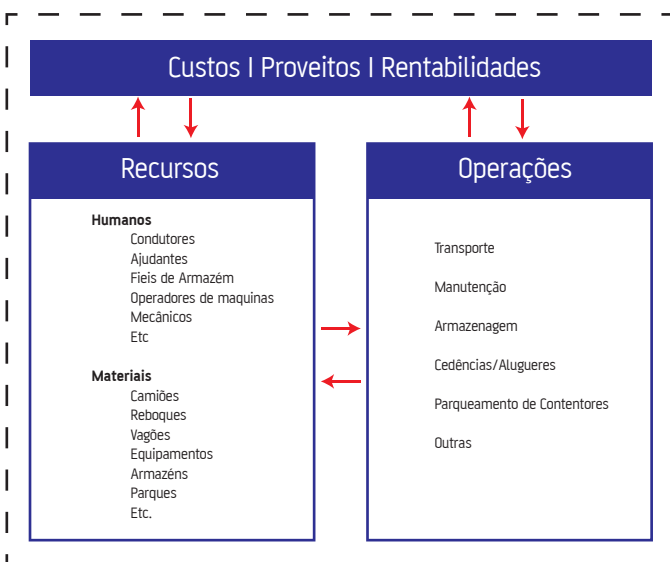 Custos I Proveitos I Rentabilidades
Recursos
Humanos
Condutores
Ajudantes
Fieis de Armazém
Operadores de maquinas
Mecânicos
Etc
Materiais
Camiões
Reboques
Vagões
Equipamentos
Armazéns
Parques
Etc.
Operações
Transporte
Manutenção
Armazenagem
Cedências/Alugueres
Parqueamento de Contentores
Outras